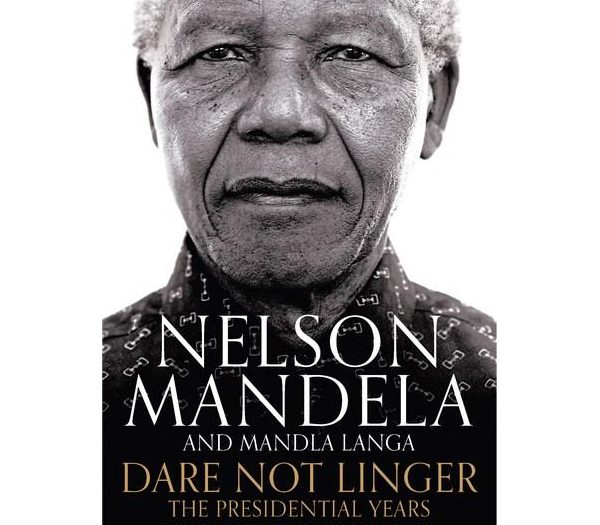 NELSON
MANDELA
AND MANDLA LANGA
DARE NOT LINGER
THE PRESIDENTIAL YEARS